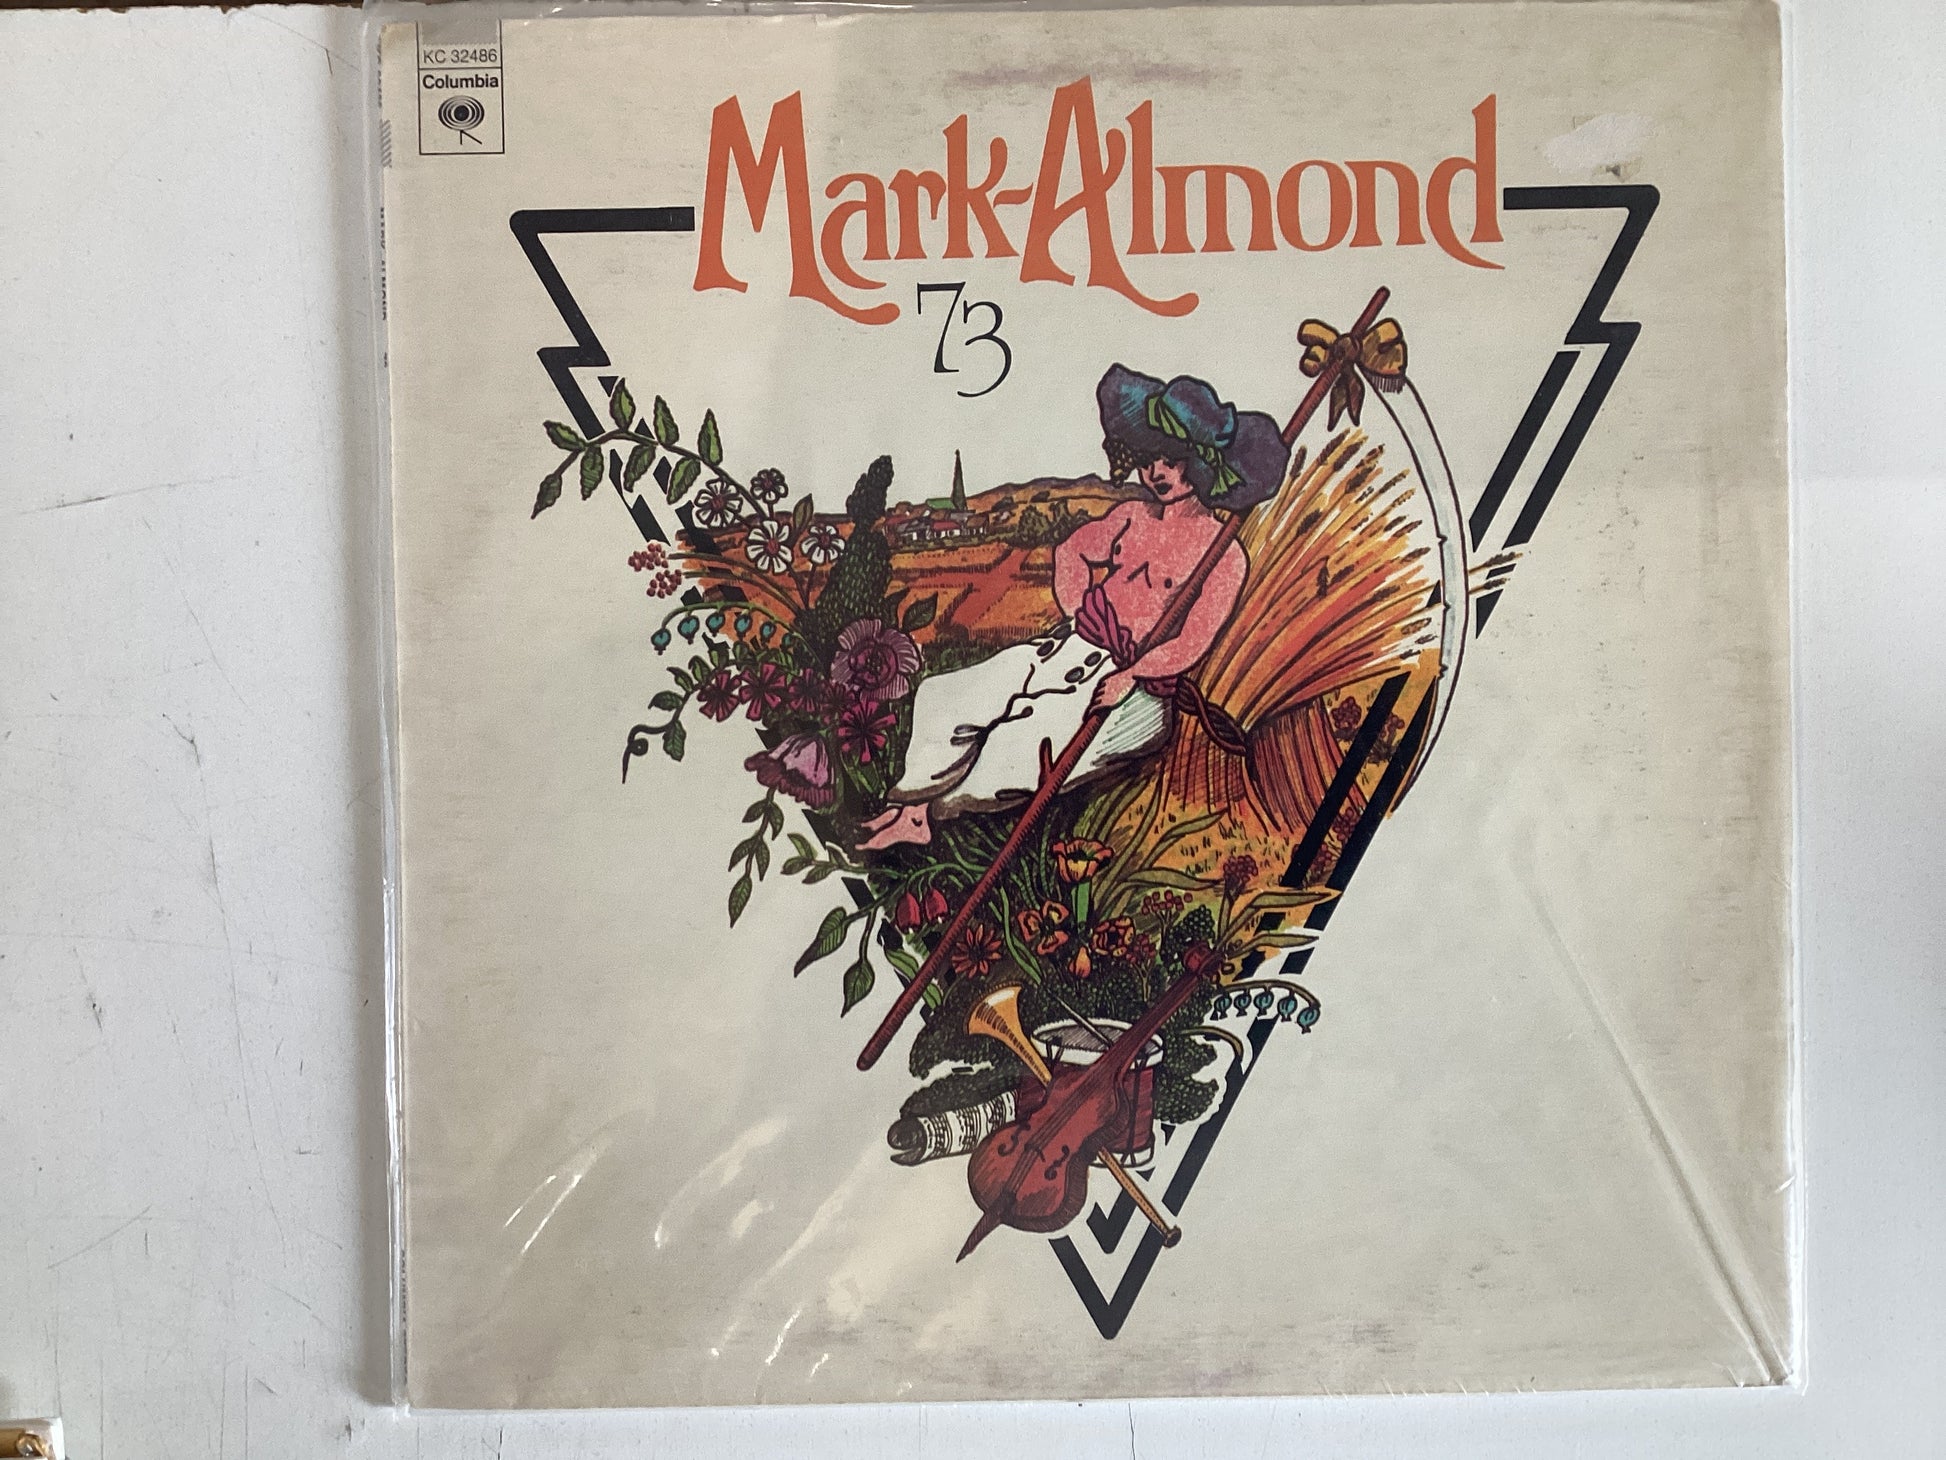 KC 32486
Columbia
Mark-Almond
73